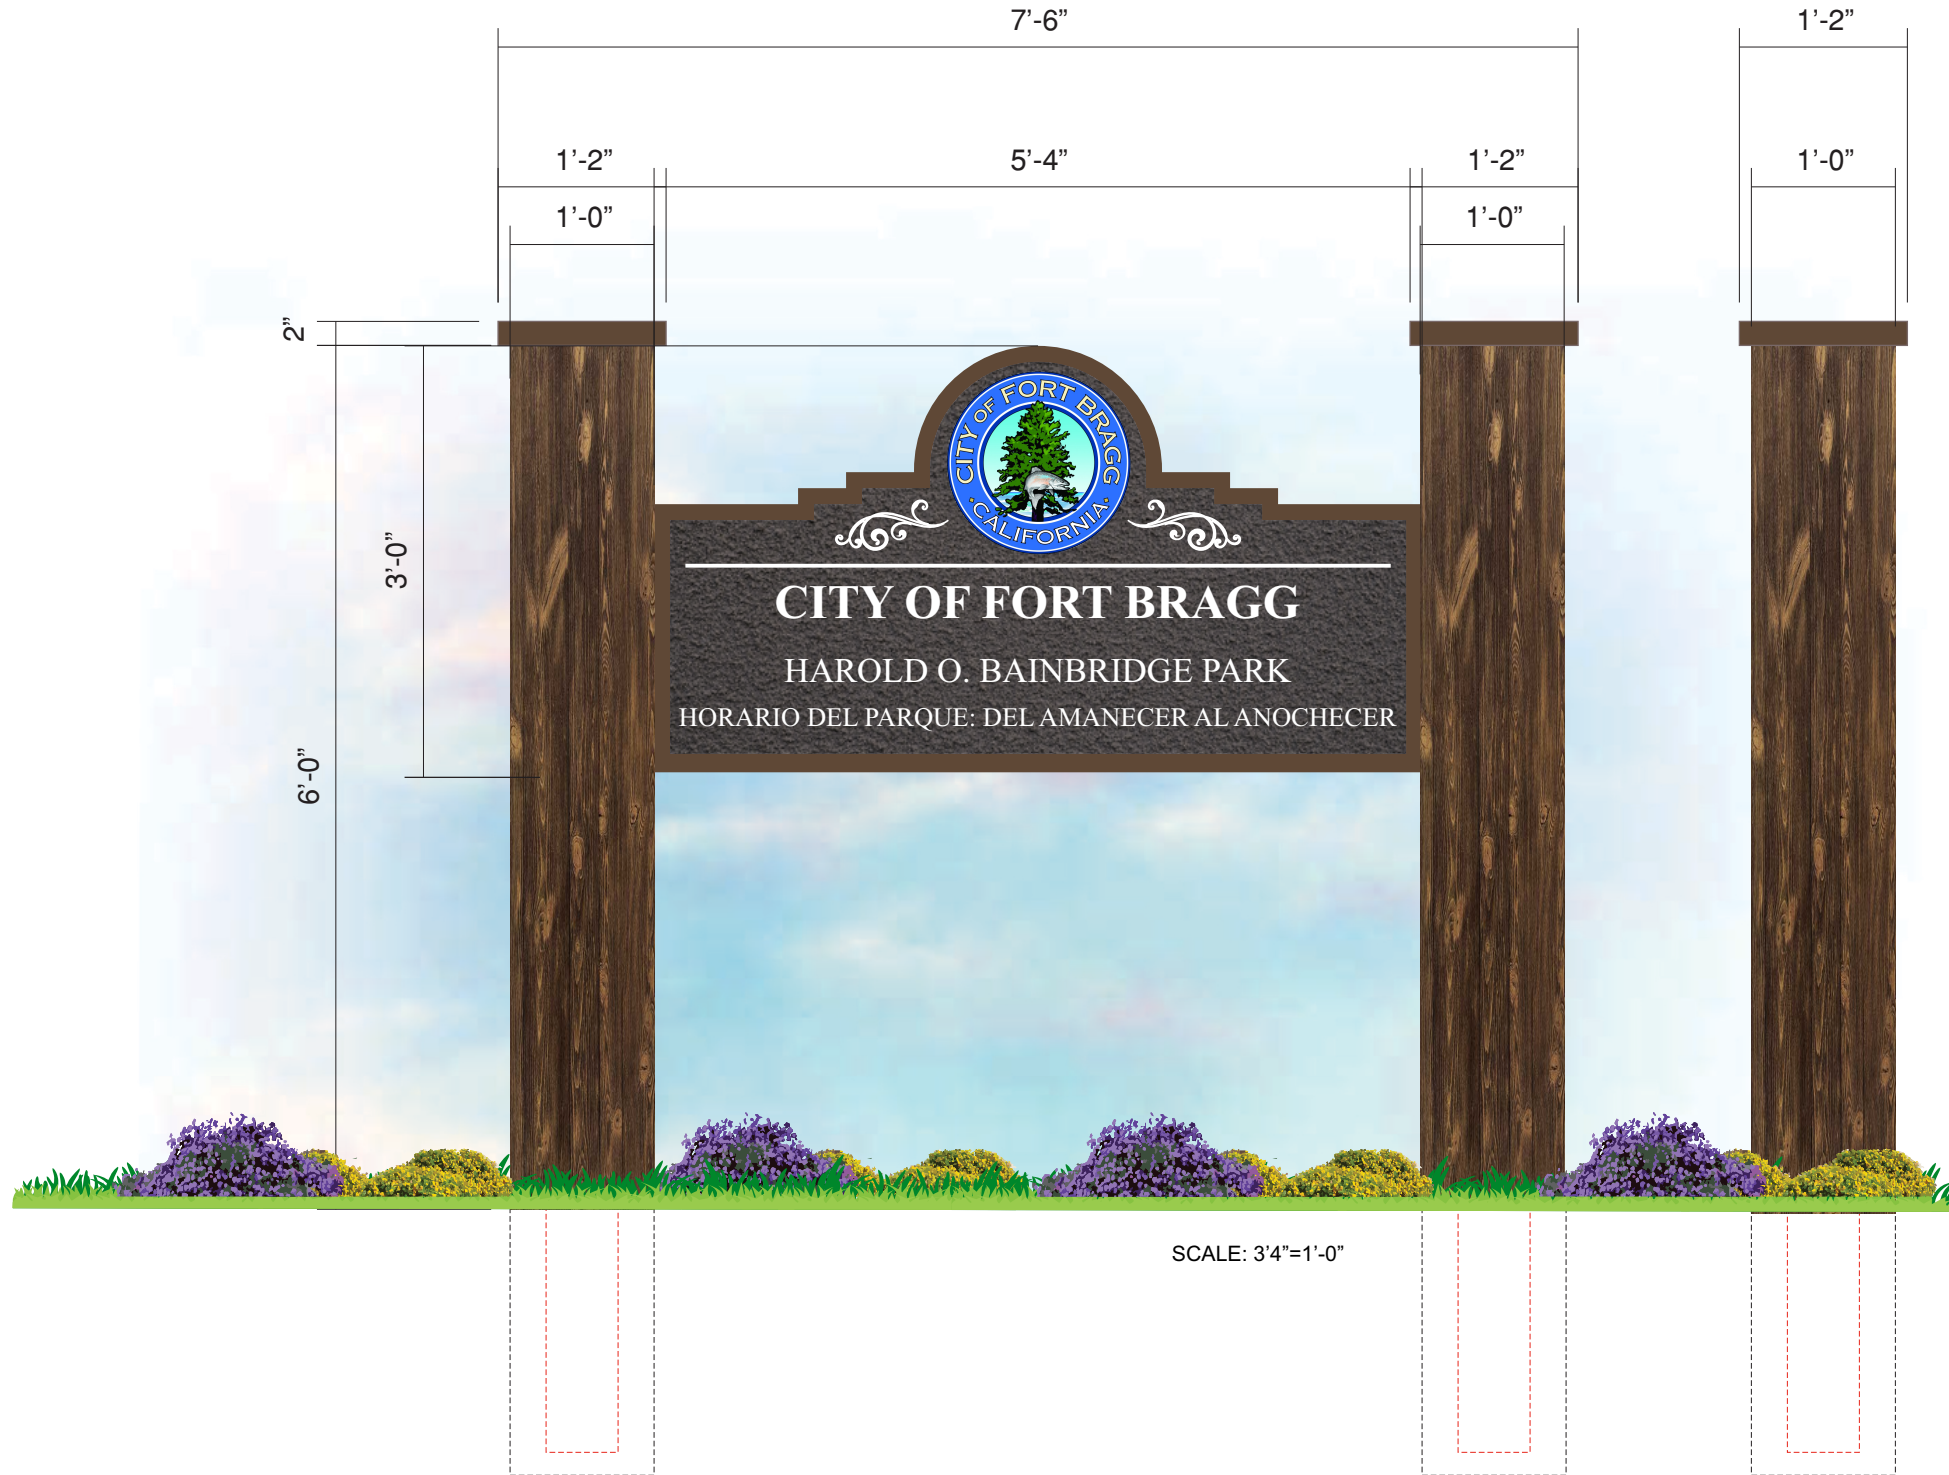 7’-6”
1’-2”
1’-2”
5’-4”
1’-2”
1’-0”
1’-0”
1’-0”
2”
CITY OF FORT BRAGG
· CALIFORNIA ·
3’-0”
CITY OF FORT BRAGG
HAROLD O. BAINBRIDGE PARK
HORARIO DEL PARQUE: DEL AMANECER AL ANOCHECER
6’-0”
SCALE: 3’4”=1’-0”